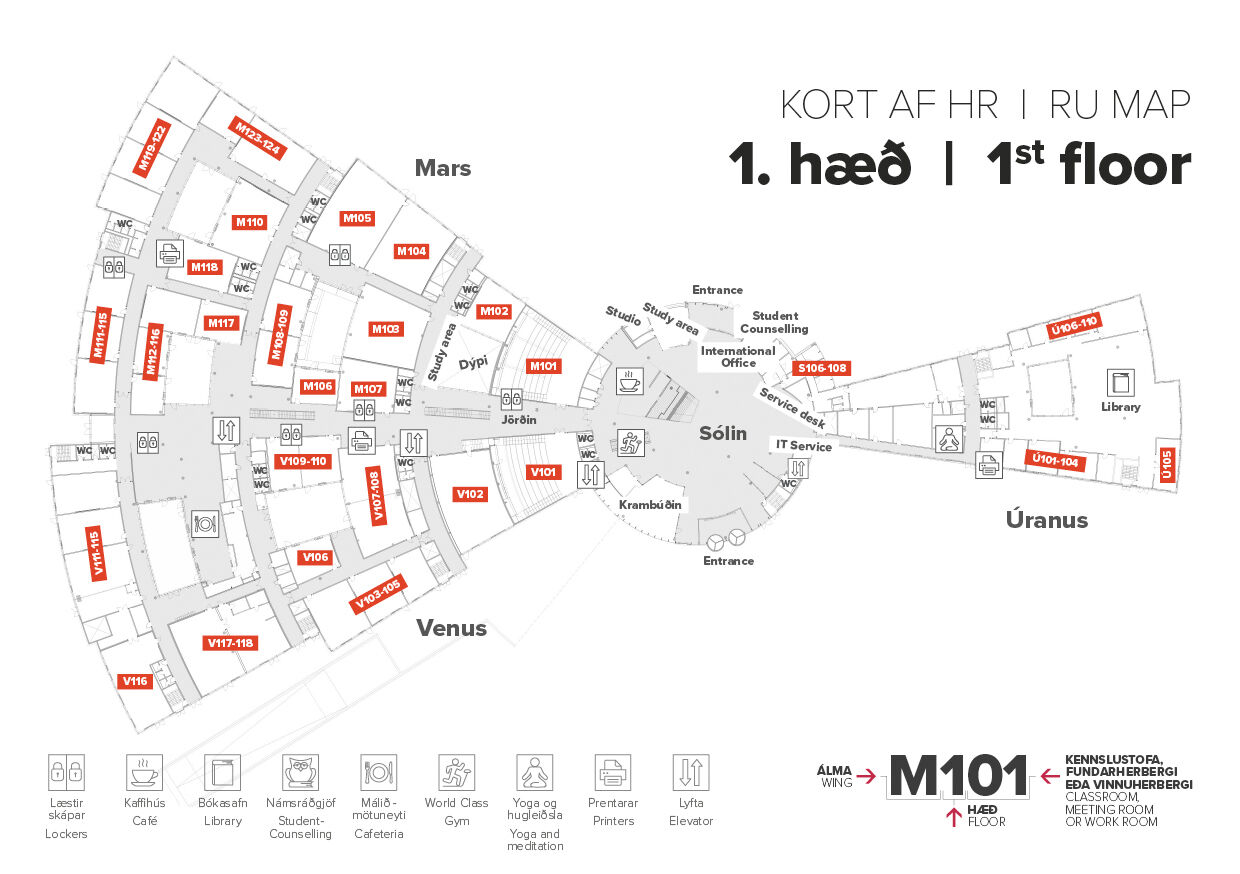 KORT AF HR | RU MAP
1. hæð | 1st floor
Mars
M119-122
M123-124
WC
M110
WC
WC
M105
M104
M118
WC
WC
M111-115
M112-116
M117
M108-109
M103
M106
M107
WC
WC
WC
WC
M102
Study area
Dýpi
M101
Jörðin
Studio
Study area
Entrance
Student
Counselling
International
Office
S106-108
Service desk
Sólin
IT Service
WC
WC
WC
Krambúðin
Entrance
Ú106-110
Library
WC
WC
Ú101-104
Ú105
Úranus
WC
WC
V109-110
WC
WC
WC
V107-108
V102
V101
V111-115
V106
V103-105
V117-118
V116
Venus
Læstir
skápar
Lockers
Kaffihús
Café
Bókasafn
Library
Námsráðgjöf
Student-
Counselling
Málið -
mötuneyti
Cafeteria
World Class
Gym
Yoga og
hugleiðsla
Yoga and
meditation
Prentarar
Printers
Lyfta
Elevator
ÁLMA
WING
M101
HÆÐ
FLOOR
KENNSLUSTOFA,
FUNDARHERBERGI
EÐA VINNUHERBERGI
CLASSROOM,
MEETING ROOM
OR WORK ROOM